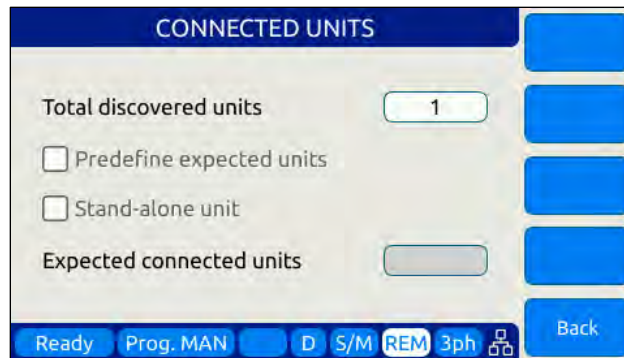 CONNECTED UNITS
Total discovered units 1
Predefine expected units
Stand-alone unit
Expected connected units
Ready Prog. MAN D S/M REM 3ph
Back